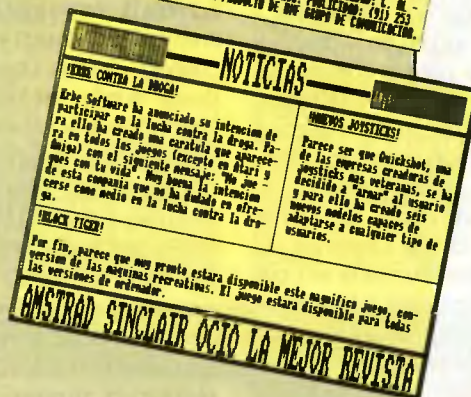 PUBLICIDAD: (91) 253
PRODUCTO DE UN GRUPO DE COMUNICACION.
NOTICIAS
¡ERBE CONTRA LA DROGA!
Erbe Software ha anunciado su intencion de
participar en la lucha contra la droga. Pa-
ra ello ha creado una caratula que aparece-
ra en todos los juegos (excepto en Atari y
Amiga) con el siguiente mensaje: "No jue-
gues con tu vida". Muy buena la intencion
de esta compania que no ha dudado en ofre-
cerse como medio en la lucha contra la dro-
ga.
¡NUEVOS JOYSTICKS!
Parece ser que Quickshot, una
de las empresas creadoras de
joysticks mas veteranas, se ha
decidido a "armar" al usuario
y para ello ha creado seis
nuevos modelos capaces de
adaptarse a cualquier tipo de
usuarios.
¡BLACK TIGER!
Por fin, parece que muy pronto estara disponible este magnifico juego, con-
version de las maquinas recreativas. El juego estara disponible para todas
las versiones de ordenador.
AMSTRAD SINCLAIR OCIO LA MEJOR REVISTA